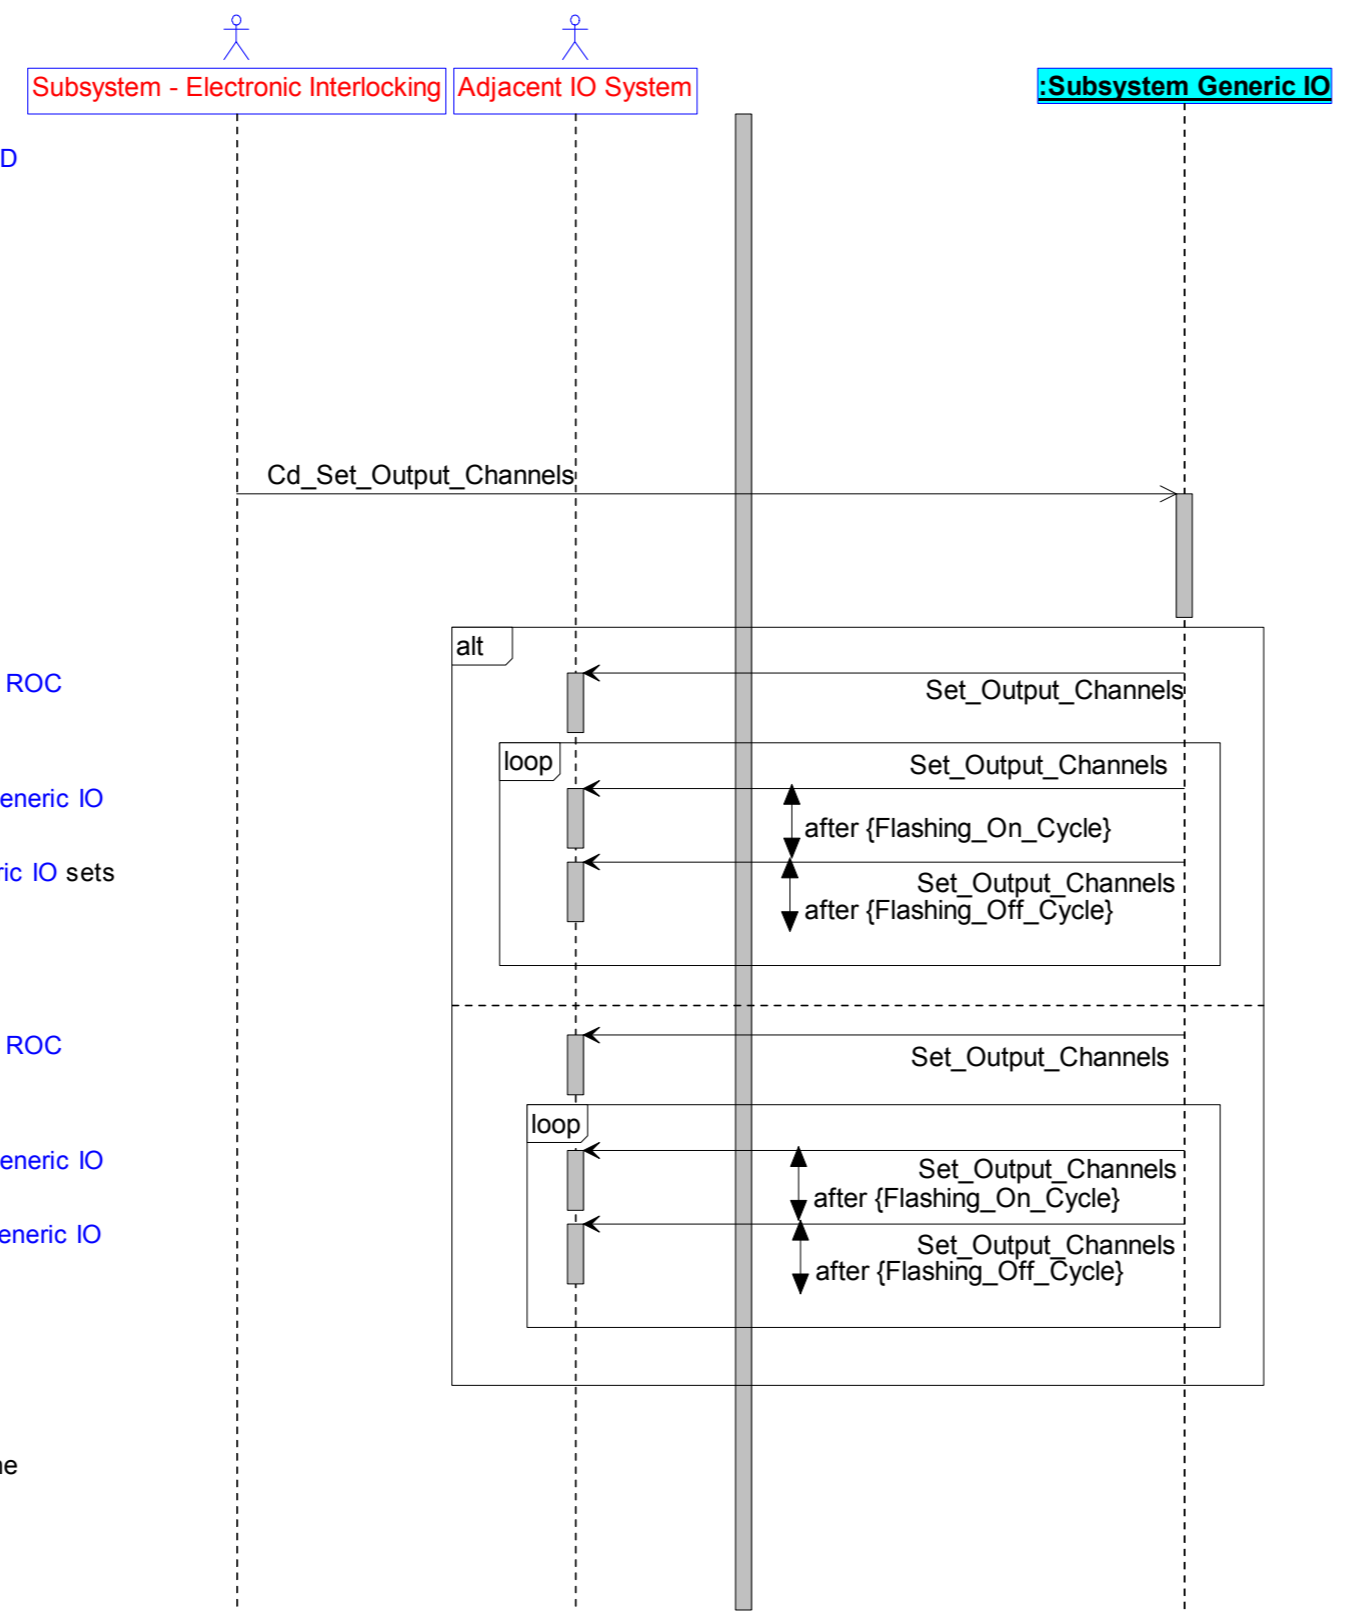 Subsystem - Electronic Interlocking
Adjacent IO System
:Subsystem Generic IO
D
Cd_Set_Output_Channels
alt
ROC
Set_Output_Channels
loop
Set_Output_Channels
eneric IO
after {Flashing_On_Cycle}
ric IO sets
Set_Output_Channels
after {Flashing_Off_Cycle}
ROC
Set_Output_Channels
loop
eneric IO
Set_Output_Channels
after {Flashing_On_Cycle}
eneric IO
Set_Output_Channels
after {Flashing_Off_Cycle}
ne